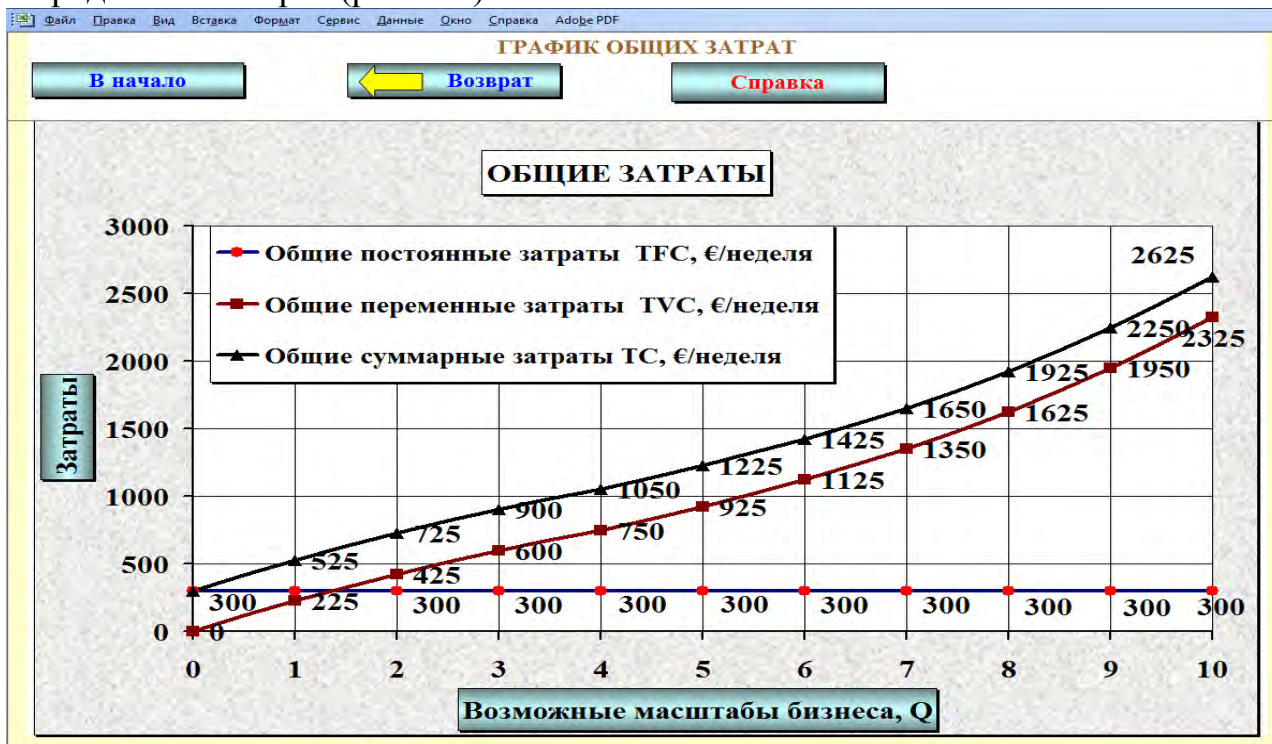 Файл Правка Вид Вставка Формат Сервис Данные Окно Справка Adobe PDF
ГРАФИК ОБЩИХ ЗАТРАТ
В начало Возврат Справка
ОБЩИЕ ЗАТРАТЫ
3000
2500
2000
1500
1000
500
0
Затраты
Общие постоянные затраты TFC, €/неделя
Общие переменные затраты TVC, €/неделя
Общие суммарные затраты TC, €/неделя
525 725 900 1050 1225 1425 1650 1925 2250 2625
0 225 425 600 750 925 1125 1350 1625 1950 2325
300 300 300 300 300 300 300 300 300 300
0 1 2 3 4 5 6 7 8 9 10
Возможные масштабы бизнеса, Q